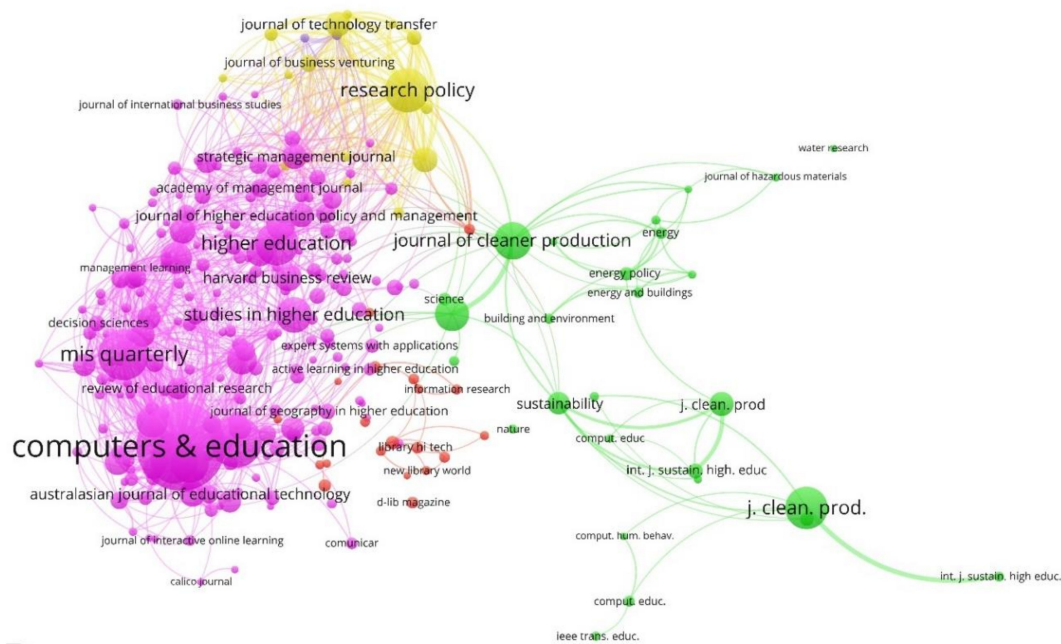 journal of technology transfer
journal of business venturing
research policy
journal of international business studies
water research
strategic management journal
journal of hazardous materials
academy of management journal
journal of higher education policy and management
energy
higher education
journal of cleaner production
management learning
harvard business review
energy policy
energy and buildings
science
studies in higher education
building and environment
decision sciences
expert systems with applications
mis quarterly
active learning in higher education
review of educational research
information research
sustainability
j. clean. prod
journal of geography in higher education
nature
comput. educ
computers & education
library hi tech
new library world
int. j. sustain. high. educ
australasian journal of educational technology
d-lib magazine
j. clean. prod.
journal of interactive online learning
comunicar
comput. hum. behav.
calico journal
int. j. sustain. high educ.
comput. educ.
ieee trans. educ.